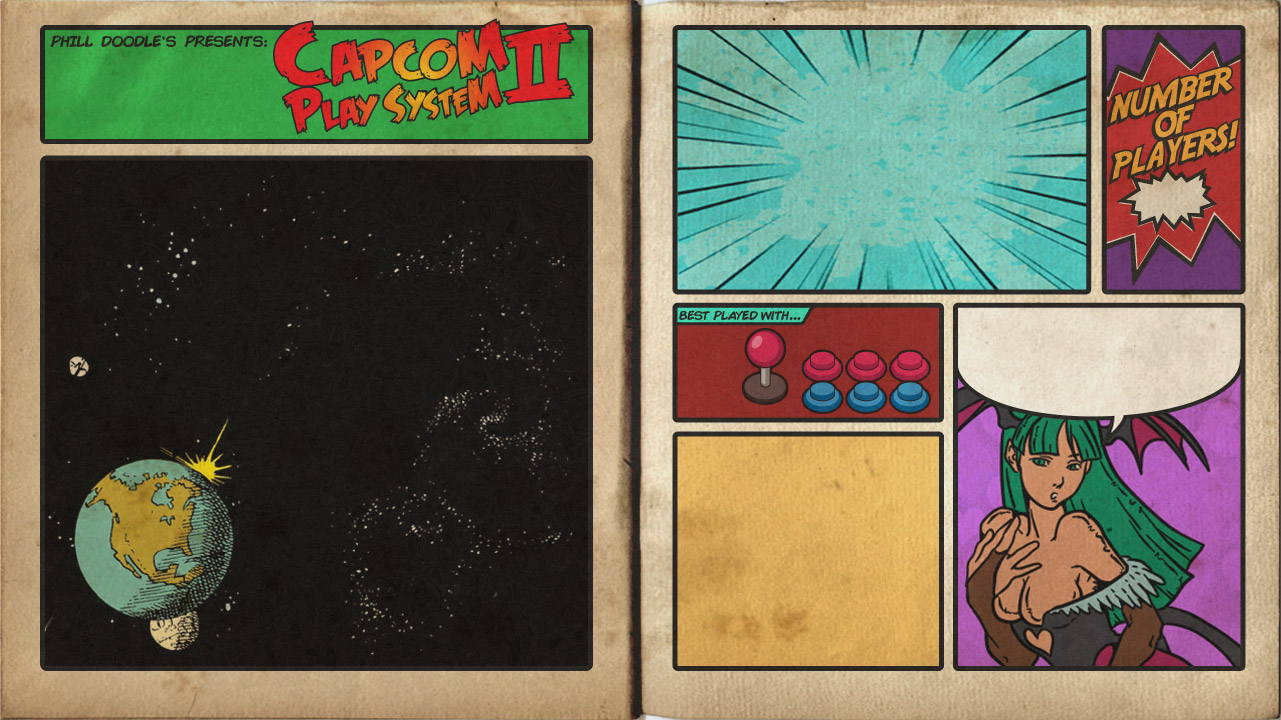 PHILL DOODLE'S PRESENTS:
CAPCOM II
PLAY SYSTEM
NUMBER
OF
PLAYERS!
BEST PLAYED WITH...